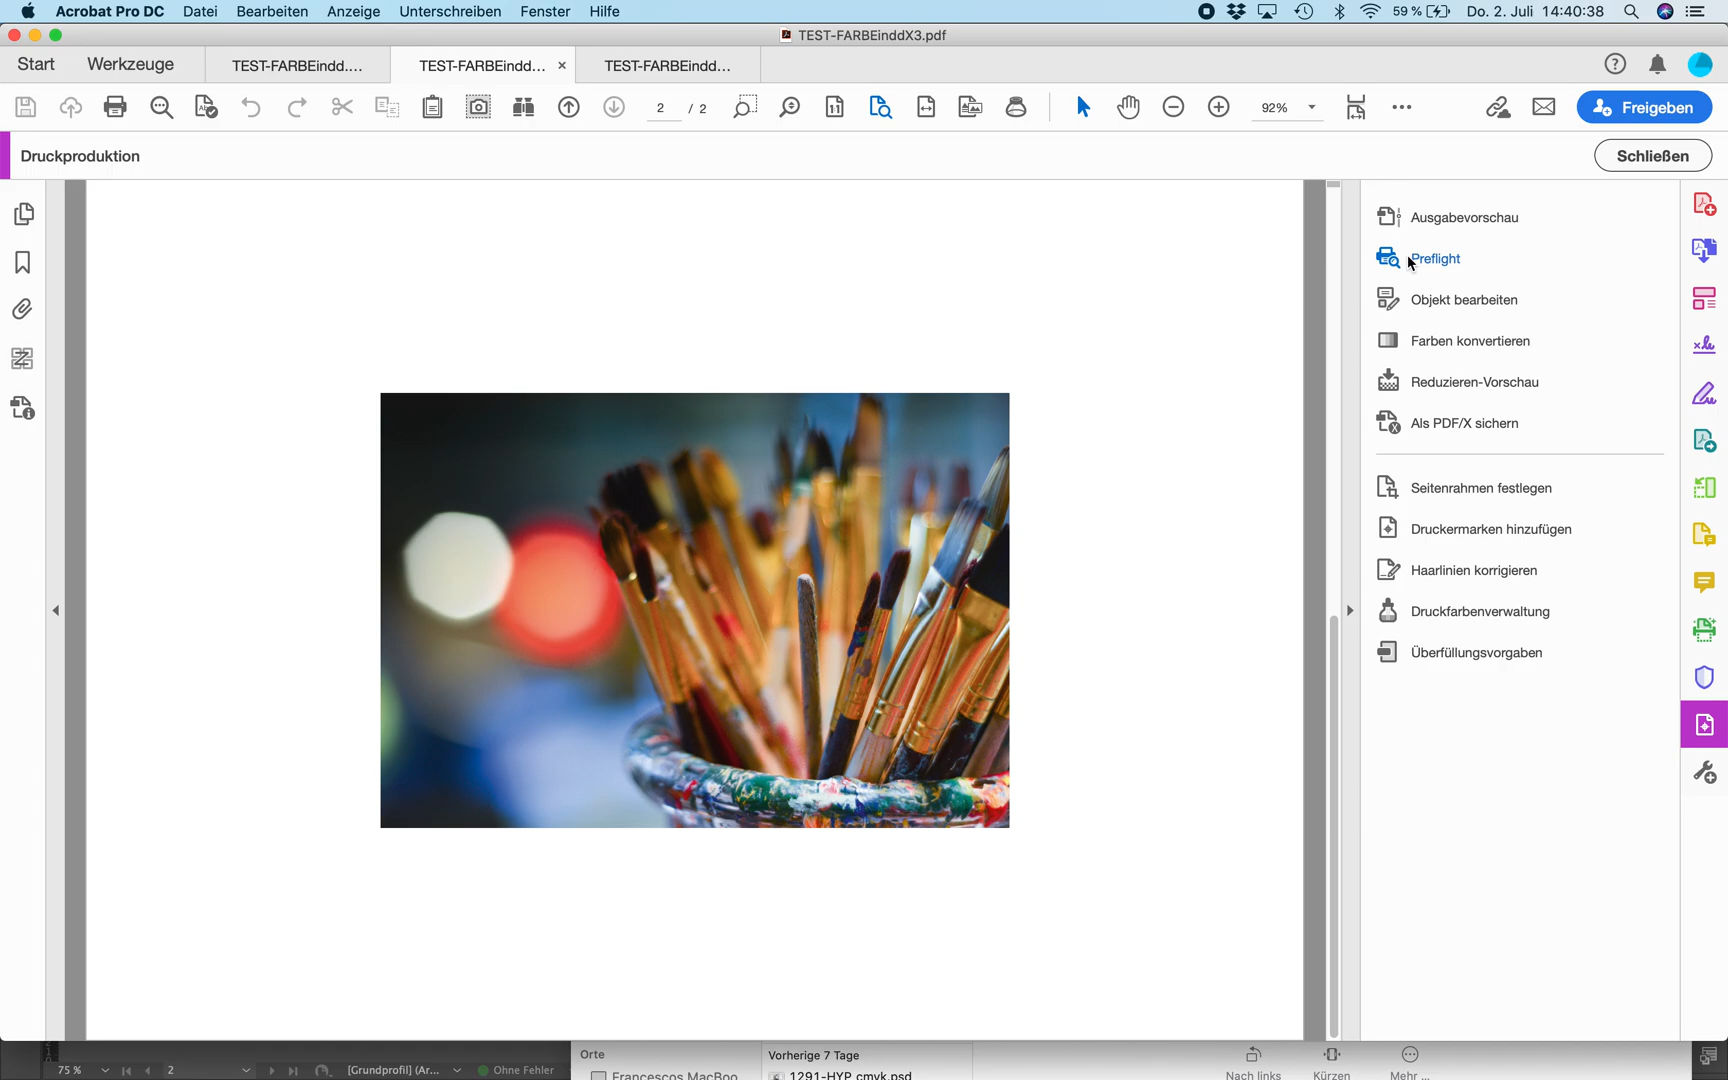 Acrobat Pro DC Datei Bearbeiten Anzeige Unterschreiben Fenster Hilfe 59 % Do. 2. Juli 14:40:38
TEST-FARBEinddX3.pdf
Start Werkzeuge TEST-FARBEindd.... TEST-FARBEindd... × TEST-FARBEindd...
2 / 2 92% Freigeben
Druckproduktion Schließen
Ausgabevorschau
Preflight
Objekt bearbeiten
Farben konvertieren
Reduzieren-Vorschau
Als PDF/X sichern
Seitenrahmen festlegen
Druckermarken hinzufügen
Haarlinien korrigieren
Druckfarbenverwaltung
Überfüllungsvorgaben
Orte Vorherige 7 Tage
75 % 2 [Grundprofil] (Ar... Ohne Fehler Francescos MacBoo 1291-HYP cmyk.psd Nach links Kürzen Mehr ...